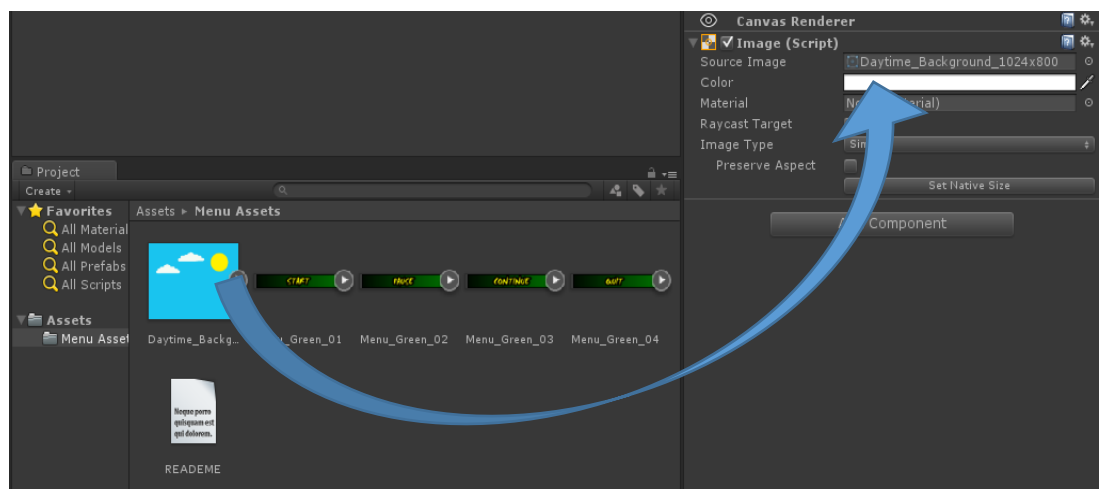 Canvas Renderer
Image (Script)
Source Image Daytime_Background_1024x800
Color
Material
Raycast Target
Image Type
Preserve Aspect
Set Native Size
Component
Project
Create
Favorites
All Material
All Models
All Prefabs
All Scripts
Assets
Menu Asset
Assets ▸ Menu Assets
START
PAUSE
CONTINUE
QUIT
Daytime_Backg... _Green_01 Menu_Green_02 Menu_Green_03 Menu_Green_04
Neque porro
quisquam est
qui dolorem,
READEME